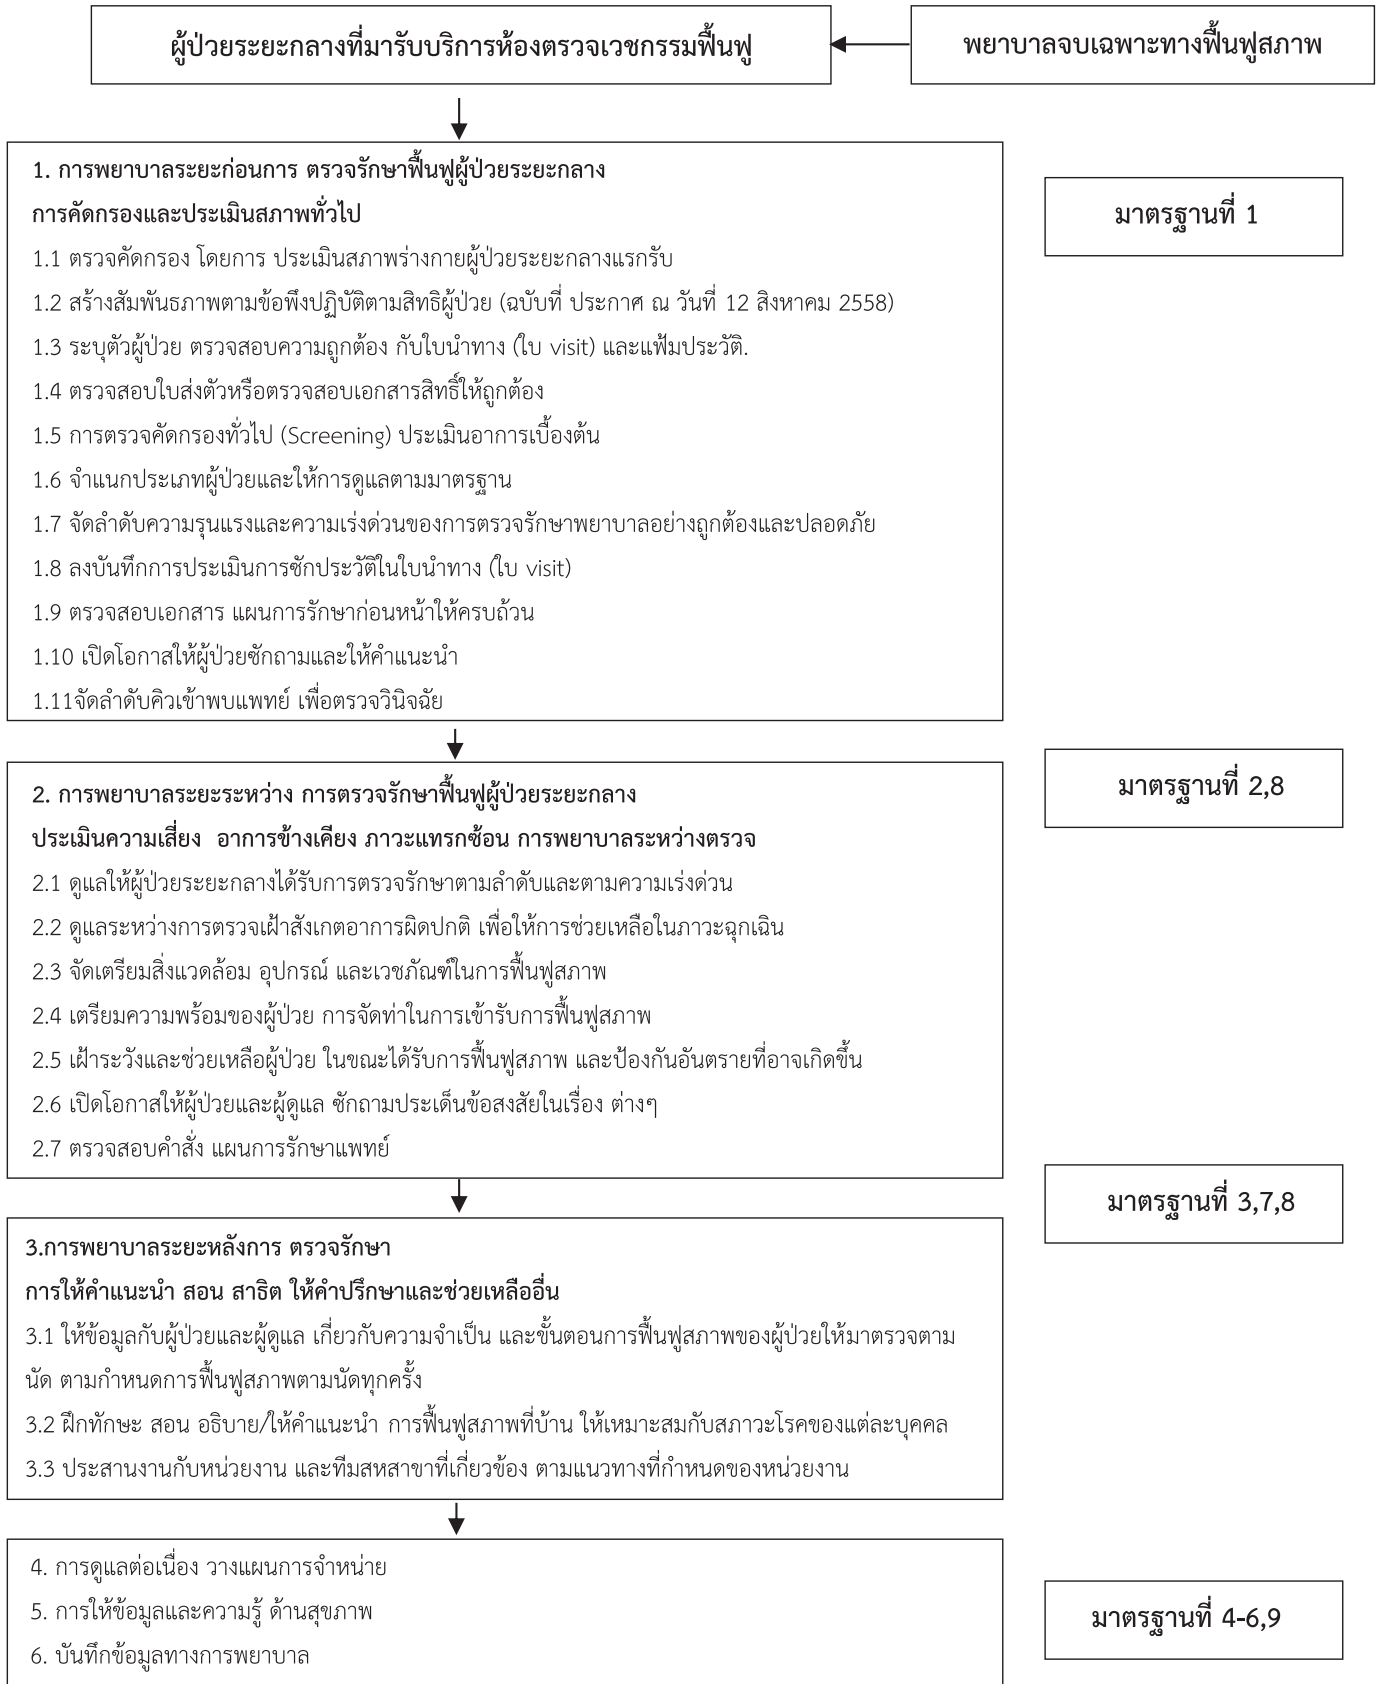 ผู้ป่วยระยะกลางที่มารับบริการห้องตรวจเวชกรรมฟื้นฟู
พยาบาลจบเฉพาะทางฟื้นฟูสภาพ
1. การพยาบาลระยะก่อนการ ตรวจรักษาฟื้นฟูผู้ป่วยระยะกลาง
การคัดกรองและประเมินสภาพทั่วไป
มาตรฐานที่ 1
1.1 ตรวจคัดกรอง โดยการ ประเมินสภาพร่างกายผู้ป่วยระยะกลางแรกรับ
1.2 สร้างสัมพันธภาพตามข้อพึงปฏิบัติตามสิทธิผู้ป่วย (ฉบับที่ ประกาศ ณ วันที่ 12 สิงหาคม 2558)
1.3 ระบุตัวผู้ป่วย ตรวจสอบความถูกต้อง กับใบนำทาง (ใบ visit) และแฟ้มประวัติ.
1.4 ตรวจสอบใบส่งตัวหรือตรวจสอบเอกสารสิทธิ์ให้ถูกต้อง
1.5 การตรวจคัดกรองทั่วไป (Screening) ประเมินอาการเบื้องต้น
1.6 จำแนกประเภทผู้ป่วยและให้การดูแลตามมาตรฐาน
1.7 จัดลำดับความรุนแรงและความเร่งด่วนของการตรวจรักษาพยาบาลอย่างถูกต้องและปลอดภัย
1.8 ลงบันทึกการประเมินการซักประวัติในใบนำทาง (ใบ visit)
1.9 ตรวจสอบเอกสาร แผนการรักษาก่อนหน้าให้ครบถ้วน
1.10 เปิดโอกาสให้ผู้ป่วยซักถามและให้คำแนะนำ
1.11จัดลำดับคิวเข้าพบแพทย์ เพื่อตรวจวินิจฉัย
2. การพยาบาลระยะระหว่าง การตรวจรักษาฟื้นฟูผู้ป่วยระยะกลาง
มาตรฐานที่ 2,8
ประเมินความเสี่ยง อาการข้างเคียง ภาวะแทรกซ้อน การพยาบาลระหว่างตรวจ
2.1 ดูแลให้ผู้ป่วยระยะกลางได้รับการตรวจรักษาตามลำดับและตามความเร่งด่วน
2.2 ดูแลระหว่างการตรวจเฝ้าสังเกตอาการผิดปกติ เพื่อให้การช่วยเหลือในภาวะฉุกเฉิน
2.3 จัดเตรียมสิ่งแวดล้อม อุปกรณ์ และเวชภัณฑ์ในการฟื้นฟูสภาพ
2.4 เตรียมความพร้อมของผู้ป่วย การจัดท่าในการเข้ารับการฟื้นฟูสภาพ
2.5 เฝ้าระวังและช่วยเหลือผู้ป่วย ในขณะได้รับการฟื้นฟูสภาพ และป้องกันอันตรายที่อาจเกิดขึ้น
2.6 เปิดโอกาสให้ผู้ป่วยและผู้ดูแล ซักถามประเด็นข้อสงสัยในเรื่อง ต่างๆ
2.7 ตรวจสอบคำสั่ง แผนการรักษาแพทย์
มาตรฐานที่ 3,7,8
3.การพยาบาลระยะหลังการ ตรวจรักษา
การให้คำแนะนำ สอน สาธิต ให้คำปรึกษาและช่วยเหลืออื่น
3.1 ให้ข้อมูลกับผู้ป่วยและผู้ดูแล เกี่ยวกับความจำเป็น และขั้นตอนการฟื้นฟูสภาพของผู้ป่วยให้มาตรวจตาม
นัด ตามกำหนดการฟื้นฟูสภาพตามนัดทุกครั้ง
3.2 ฝึกทักษะ สอน อธิบาย/ให้คำแนะนำ การฟื้นฟูสภาพที่บ้าน ให้เหมาะสมกับสภาวะโรคของแต่ละบุคคล
3.3 ประสานงานกับหน่วยงาน และทีมสหสาขาที่เกี่ยวข้อง ตามแนวทางที่กำหนดของหน่วยงาน
4. การดูแลต่อเนื่อง วางแผนการจำหน่าย
5. การให้ข้อมูลและความรู้ ด้านสุขภาพ
มาตรฐานที่ 4-6,9
6. บันทึกข้อมูลทางการพยาบาล